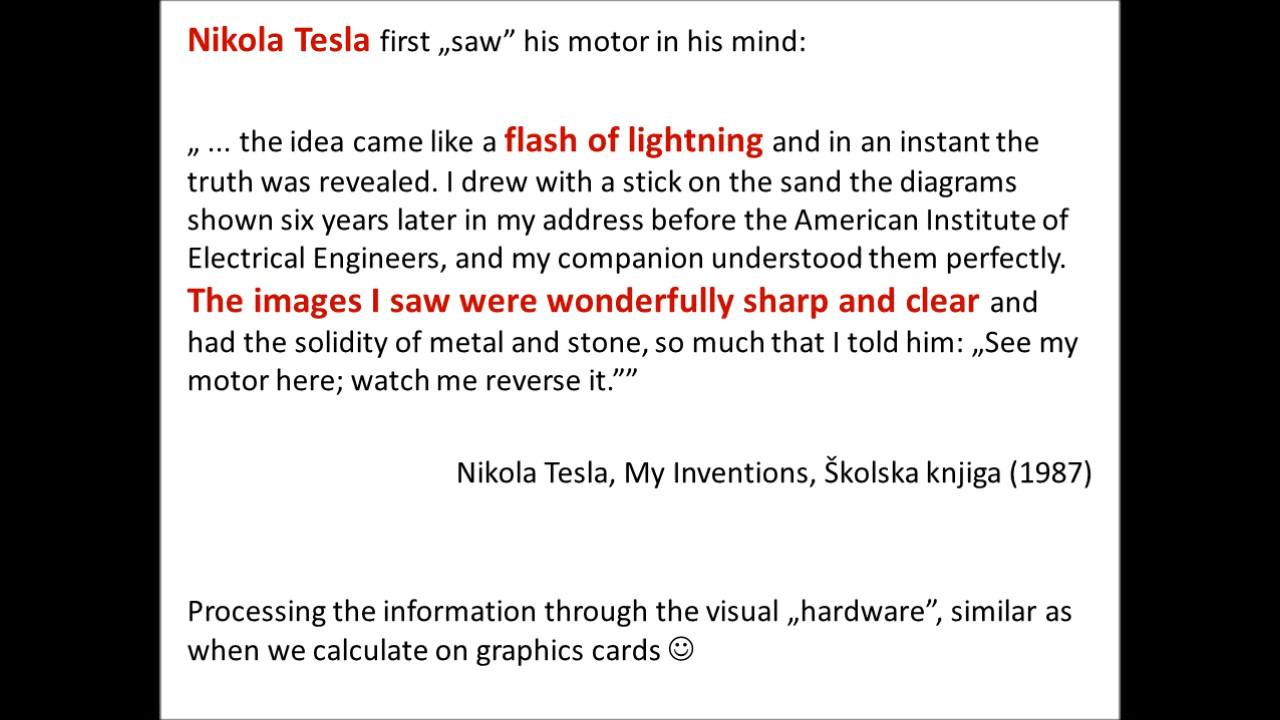 Nikola Tesla first „saw” his motor in his mind:
„ ... the idea came like a flash of lightning and in an instant the
truth was revealed. I drew with a stick on the sand the diagrams
shown six years later in my address before the American Institute of
Electrical Engineers, and my companion understood them perfectly.
The images I saw were wonderfully sharp and clear and
had the solidity of metal and stone, so much that I told him: „See my
motor here; watch me reverse it.””
Nikola Tesla, My Inventions, Školska knjiga (1987)
Processing the information through the visual „hardware”, similar as
when we calculate on graphics cards ☺